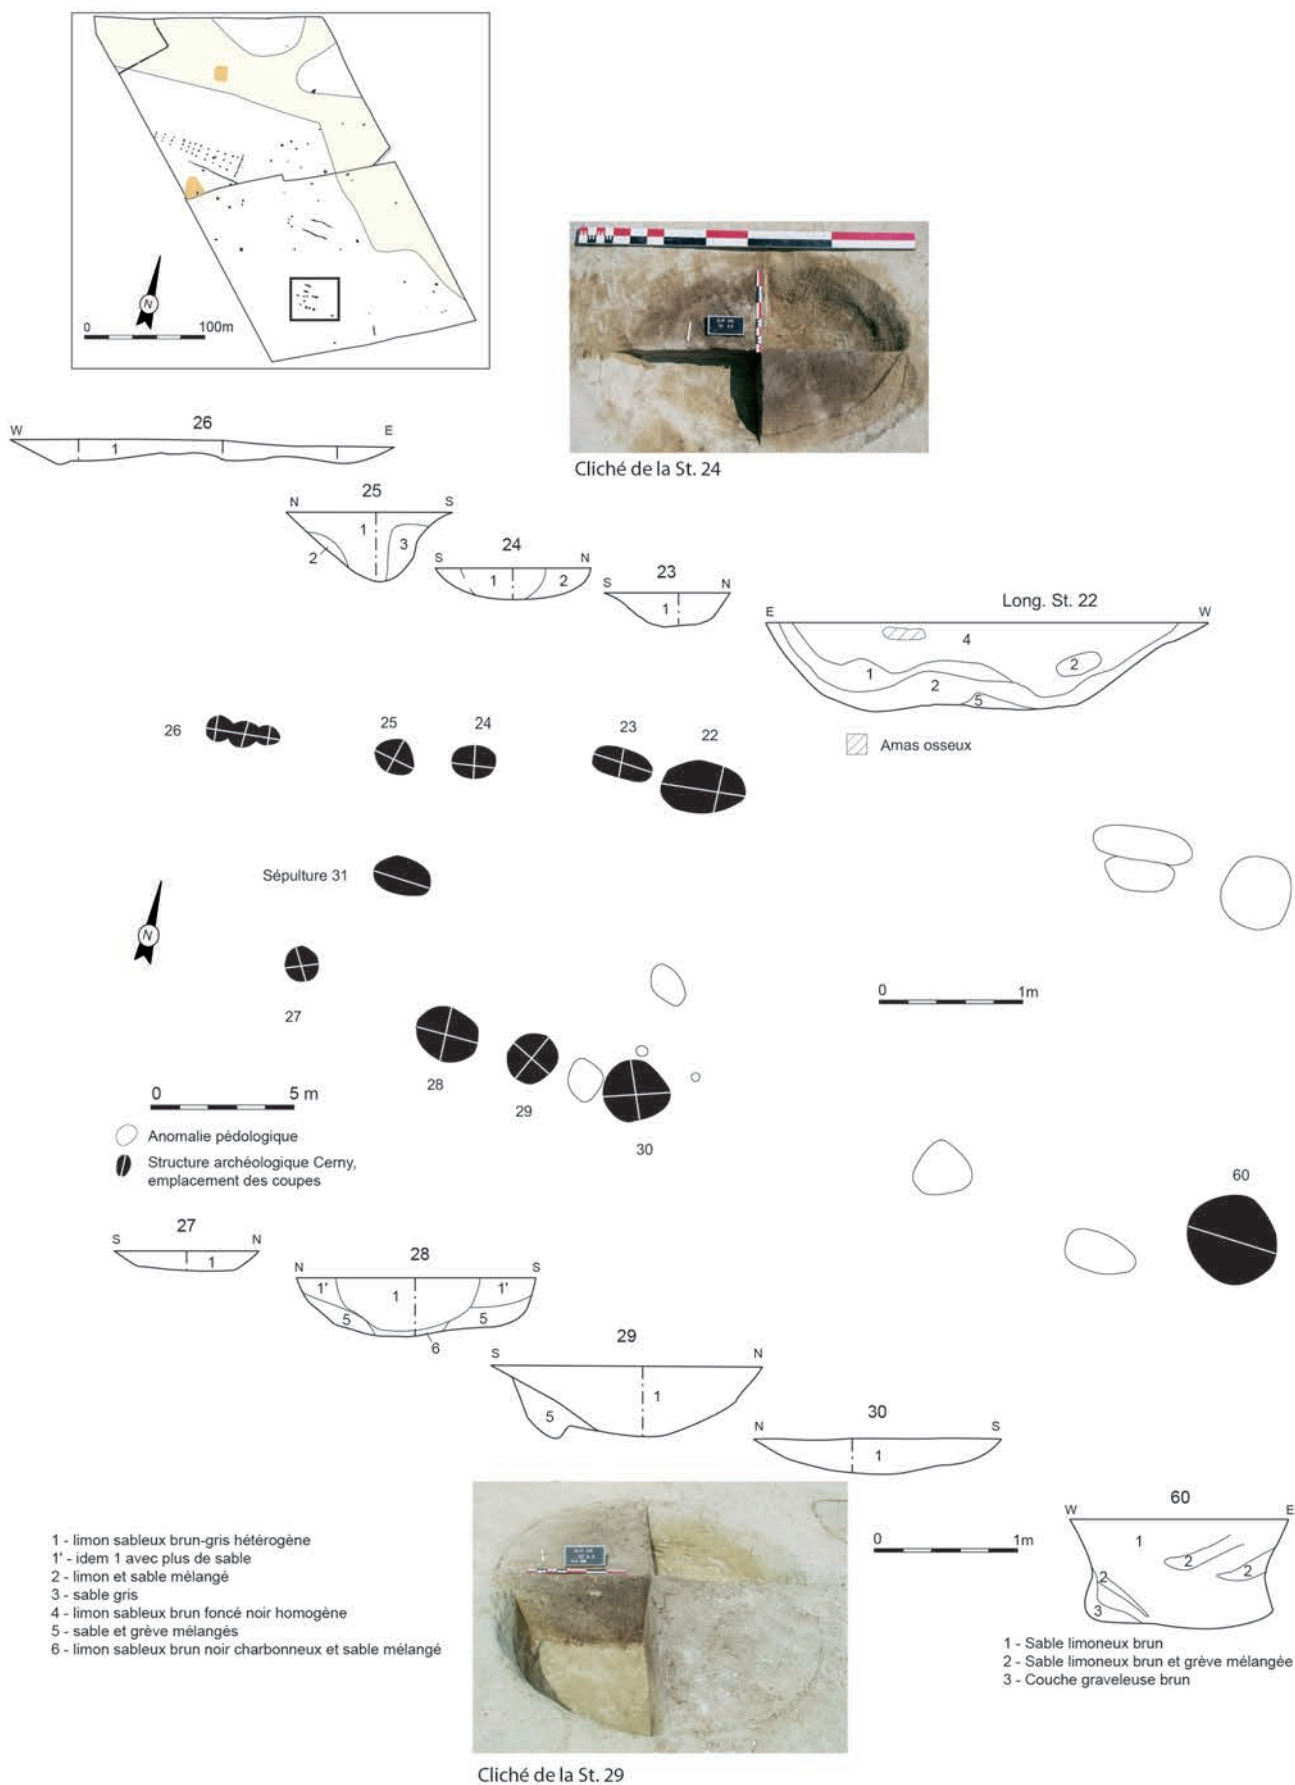 N
0 100m
Cliché de la St. 24
26
W E
1
25
N S
1
2 3
24
S N
1 2
23
S N
1
Long. St. 22
E W
4
1 2 2
5
Amas osseux
26 25 24 23 22
Sépulture 31
N
27
0 1m
28
29
30
0 5 m
Anomalie pédologique
Structure archéologique Cerny,
emplacement des coupes
60
27
S N
1
28
N S
1' 1 1'
5 5
6
29
S N
1
5
30
N S
1
1 - limon sableux brun-gris hétérogène
1' - idem 1 avec plus de sable
2 - limon et sable mélangé
3 - sable gris
4 - limon sableux brun foncé noir homogène
5 - sable et grève mélangés
6 - limon sableux brun noir charbonneux et sable mélangé
0 1m
60
W E
1
2 2
2
3
1 - Sable limoneux brun
2 - Sable limoneux brun et grève mélangée
3 - Couche graveleuse brun
Cliché de la St. 29